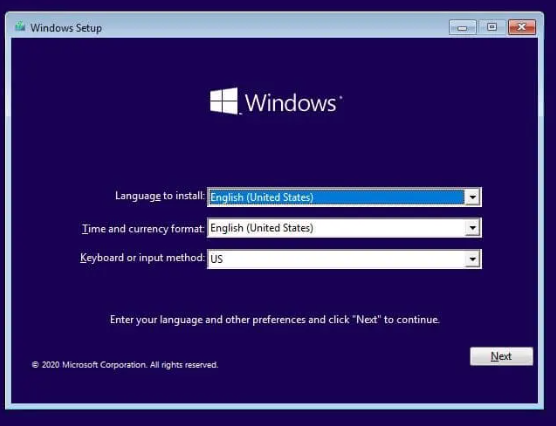 Windows Setup
Windows
Language to install: English (United States)
Time and currency format: English (United States)
Keyboard or input method: US
Enter your language and other preferences and click "Next" to continue.
Next
© 2020 Microsoft Corporation. All rights reserved.